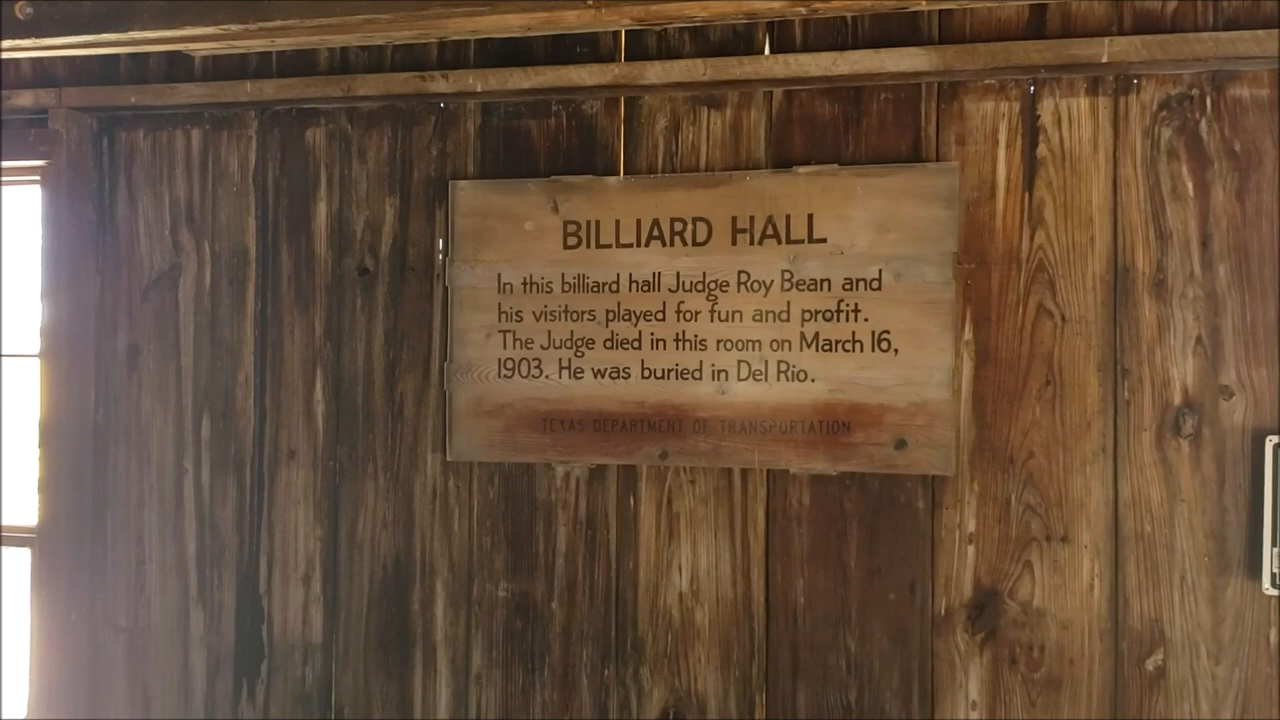 BILLIARD HALL
In this billiard hall Judge Roy Bean and
his visitors played for fun and profit.
The Judge died in this room on March 16,
1903. He was buried in Del Rio.
TEXAS DEPARTMENT OF TRANSPORTATION